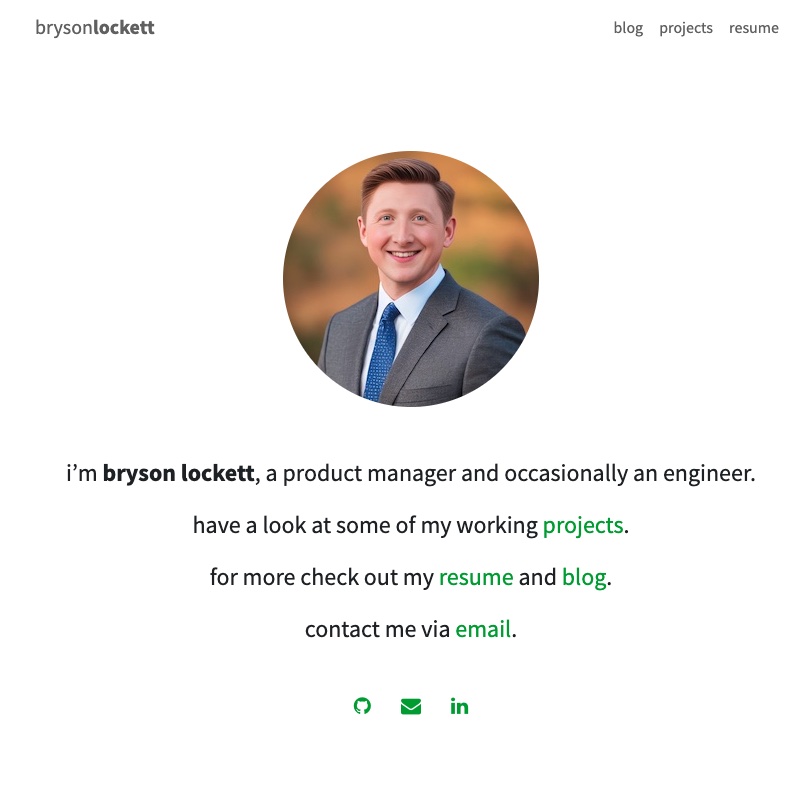 brysonlockett
blog projects resume
i’m bryson lockett, a product manager and occasionally an engineer.
have a look at some of my working projects.
for more check out my resume and blog.
contact me via email.
in